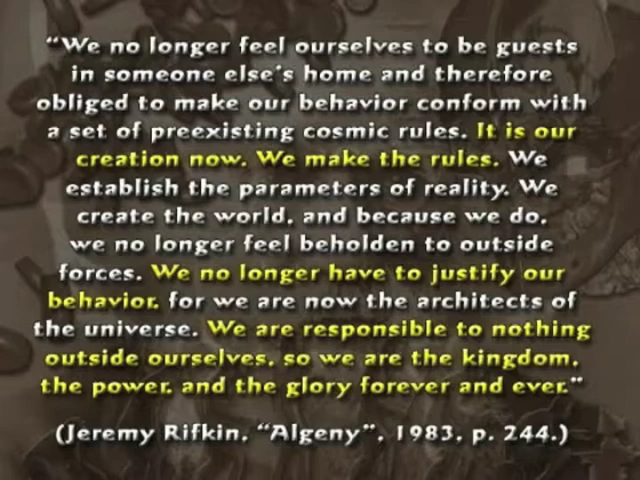 “We no longer feel ourselves to be guests
in someone else's home and therefore
obliged to make our behavior conform with
a set of preexisting cosmic rules. It is our
creation now. We make the rules. We
establish the parameters of reality. We
create the world, and because we do,
we no longer feel beholden to outside
forces. We no longer have to justify our
behavior, for we are now the architects of
the universe. We are responsible to nothing
outside ourselves, so we are the kingdom,
the power, and the glory forever and ever.”
(Jeremy Rifkin, “Algeny”, 1983, p. 244.)